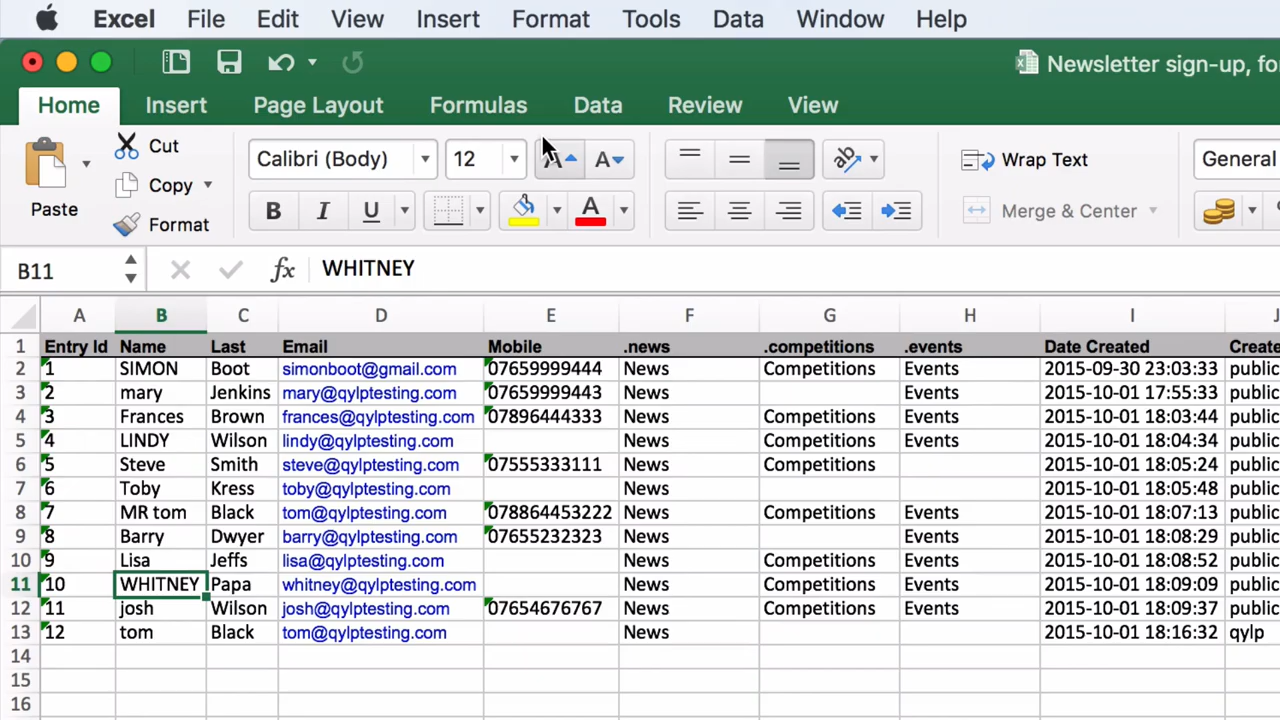 Excel File Edit View Insert Format Tools Data Window Help
Newsletter sign-up, fo
Home Insert Page Layout Formulas Data Review View
Paste Cut Calibri (Body) 12 A A Wrap Text General
Copy
Format B I U A Merge & Center
B11 fx WHITNEY
A B C D E F G H I J
1 Entry Id Name Last Email Mobile .news .competitions .events Date Created Create
2 1 SIMON Boot simonboot@gmail.com 07659999444 News Competitions Events 2015-09-30 23:03:33 public
3 2 mary Jenkins mary@qylptesting.com 07659999443 News Events 2015-10-01 17:55:33 public
4 3 Frances Brown frances@qylptesting.com 07896444333 News Competitions Events 2015-10-01 18:03:44 public
5 4 LINDY Wilson lindy@qylptesting.com News Competitions Events 2015-10-01 18:04:34 public
6 5 Steve Smith steve@qylptesting.com 07555333111 News Competitions 2015-10-01 18:05:24 public
7 6 Toby Kress toby@qylptesting.com News 2015-10-01 18:05:48 public
8 7 MR tom Black tom@qylptesting.com 078864453222 News Competitions Events 2015-10-01 18:07:13 public
9 8 Barry Dwyer barry@qylptesting.com 07655232323 News Events 2015-10-01 18:08:29 public
10 9 Lisa Jeffs lisa@qylptesting.com News Competitions Events 2015-10-01 18:08:52 public
11 10 WHITNEY Papa whitney@qylptesting.com News Competitions Events 2015-10-01 18:09:09 public
12 11 josh Wilson josh@qylptesting.com 07654676767 News Competitions Events 2015-10-01 18:09:37 public
13 12 tom Black tom@qylptesting.com News 2015-10-01 18:16:32 qylp
14
15
16